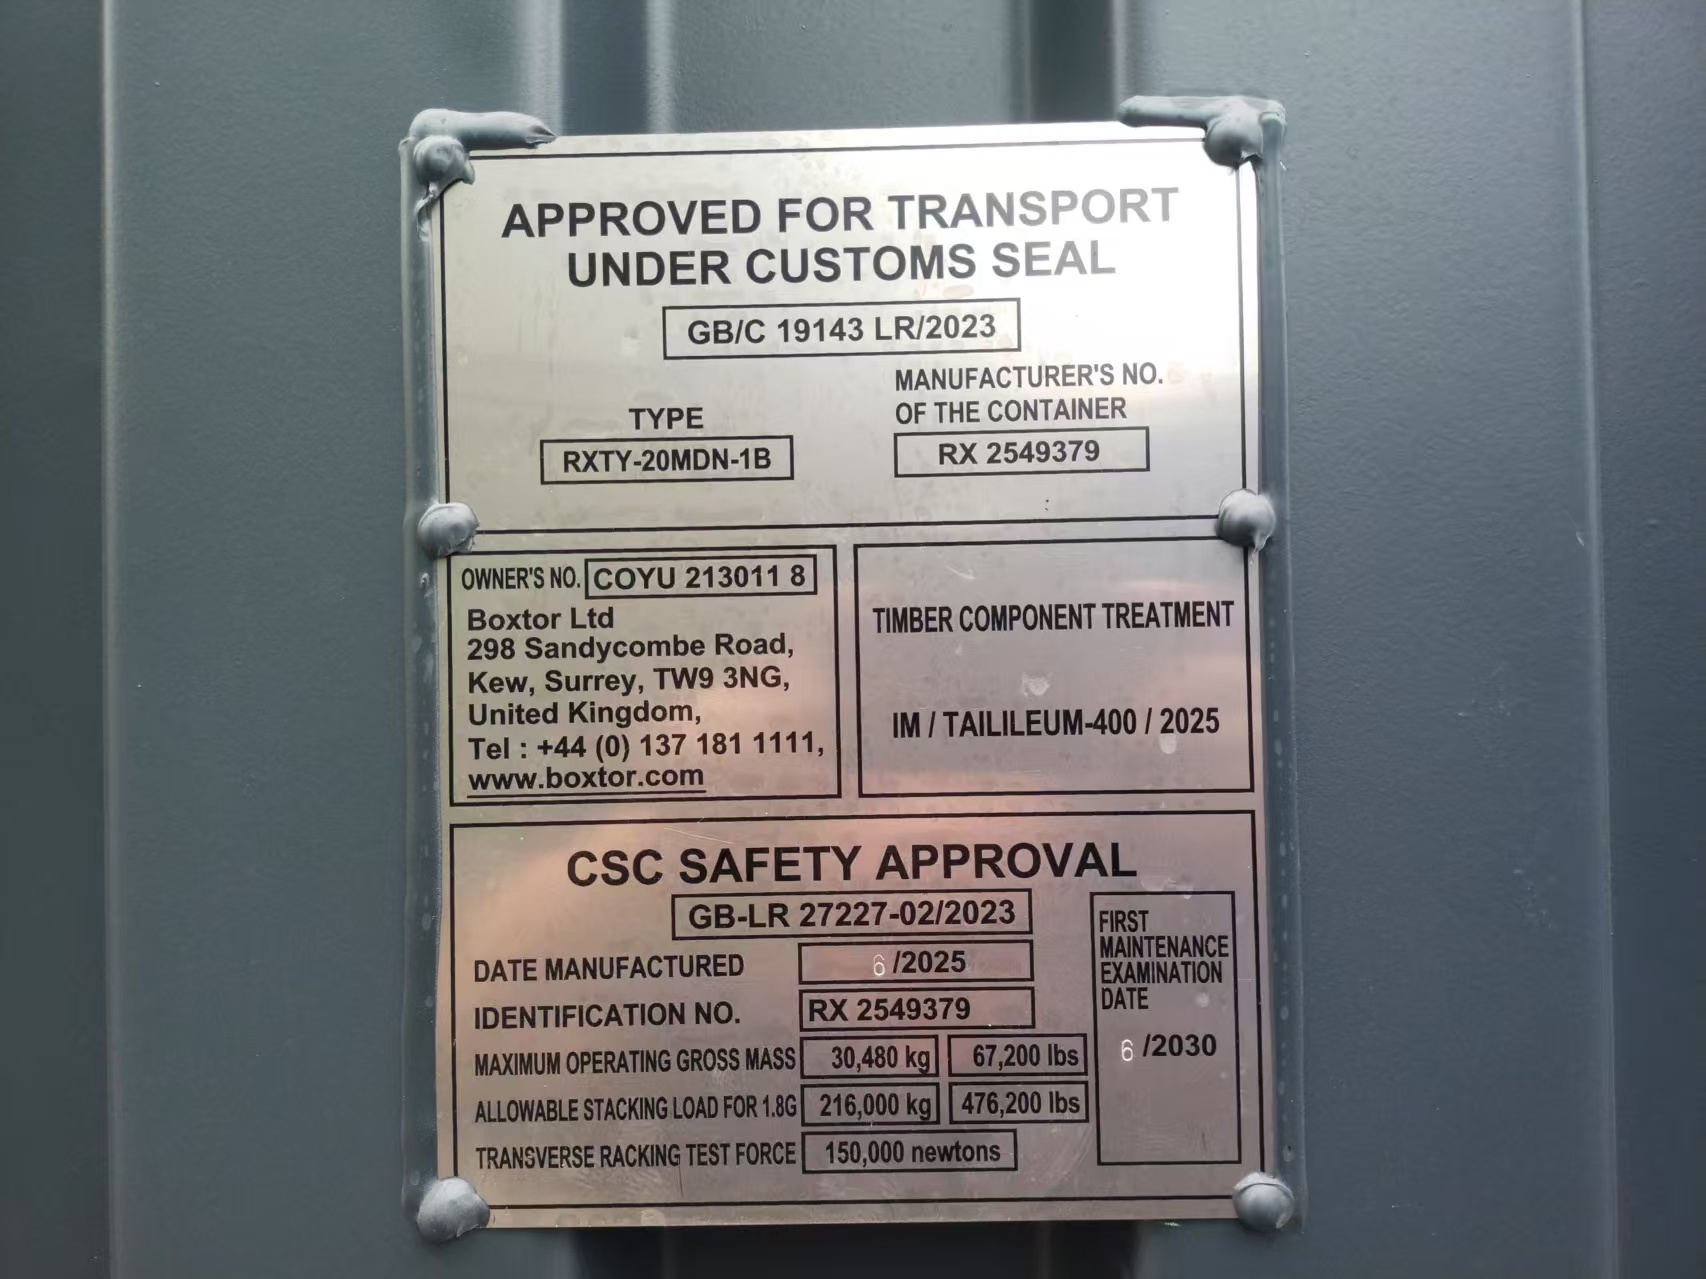 APPROVED FOR TRANSPORT
UNDER CUSTOMS SEAL
GB/C 19143 LR/2023
TYPE
RXTY-20MDN-1B
MANUFACTURER'S NO.
OF THE CONTAINER
RX 2549379
OWNER'S NO. COYU 213011 8
Boxtor Ltd
298 Sandycombe Road,
Kew, Surrey, TW9 3NG,
United Kingdom,
Tel : +44 (0) 137 181 1111,
www.boxtor.com
TIMBER COMPONENT TREATMENT
IM / TAILILEUM-400 / 2025
CSC SAFETY APPROVAL
GB-LR 27227-02/2023
DATE MANUFACTURED 6 /2025
IDENTIFICATION NO. RX 2549379
MAXIMUM OPERATING GROSS MASS 30,480 kg 67,200 lbs
ALLOWABLE STACKING LOAD FOR 1.8G 216,000 kg 476,200 lbs
TRANSVERSE RACKING TEST FORCE 150,000 newtons
FIRST
MAINTENANCE
EXAMINATION
DATE
6 /2030